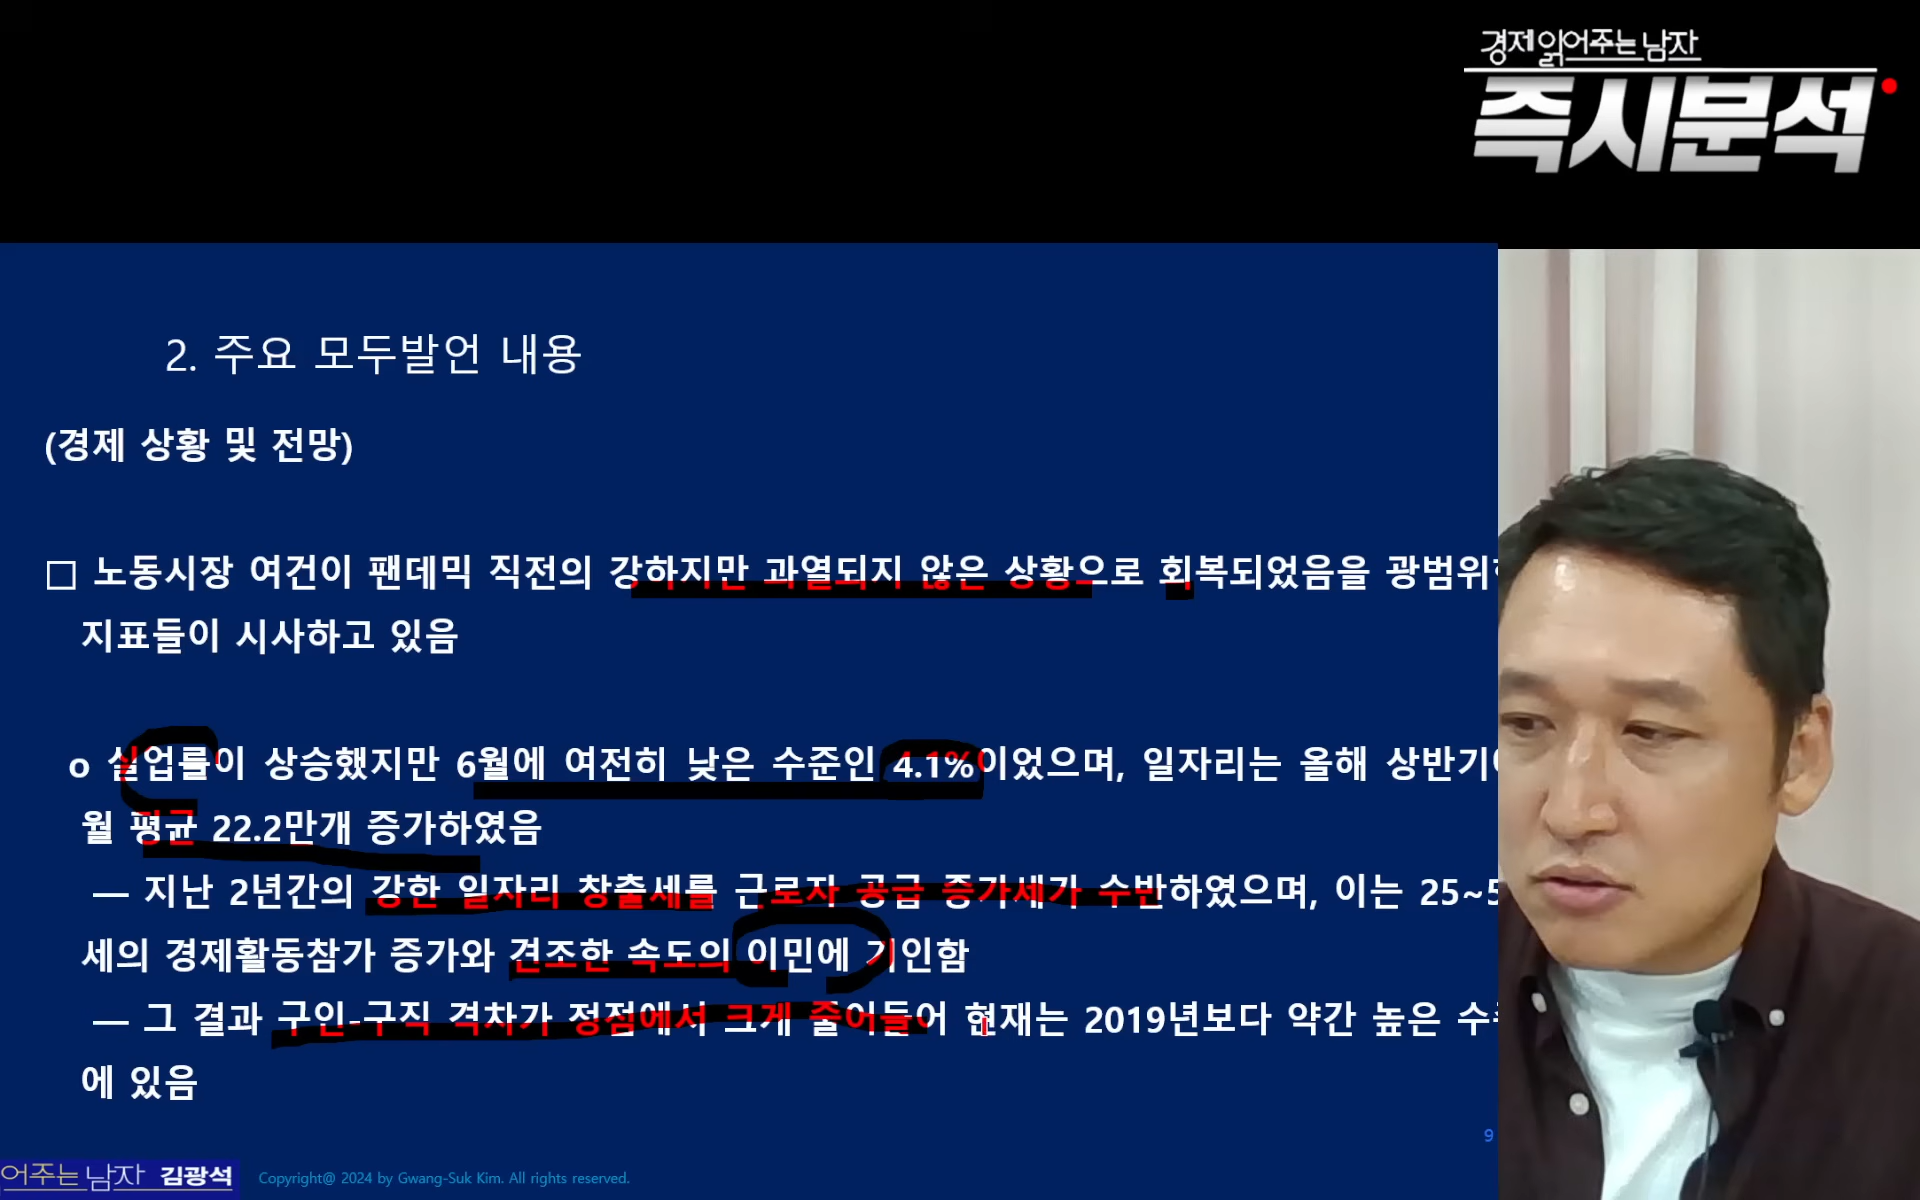 경제 읽어주는 남자
즉시분석
2. 주요 모두발언 내용
(경제 상황 및 전망)
□ 노동시장 여건이 팬데믹 직전의 강하지만 과열되지 않은 상황으로 회복되었음을 광범위
지표들이 시사하고 있음
o 실업률이 상승했지만 6월에 여전히 낮은 수준인 4.1%이었으며, 일자리는 올해 상반기
월 평균 22.2만개 증가하였음
— 지난 2년간의 강한 일자리 창출세를 근로자 공급 증가세가 수반하였으며, 이는 25~5
세의 경제활동참가 증가와 견조한 속도의 이민에 기인함
— 그 결과 구인-구직 격차가 정점에서 크게 줄어들어 현재는 2019년보다 약간 높은 수
에 있음
9
어주는 남자 김광석
Copyright@ 2024 by Gwang-Suk Kim. All rights reserved.